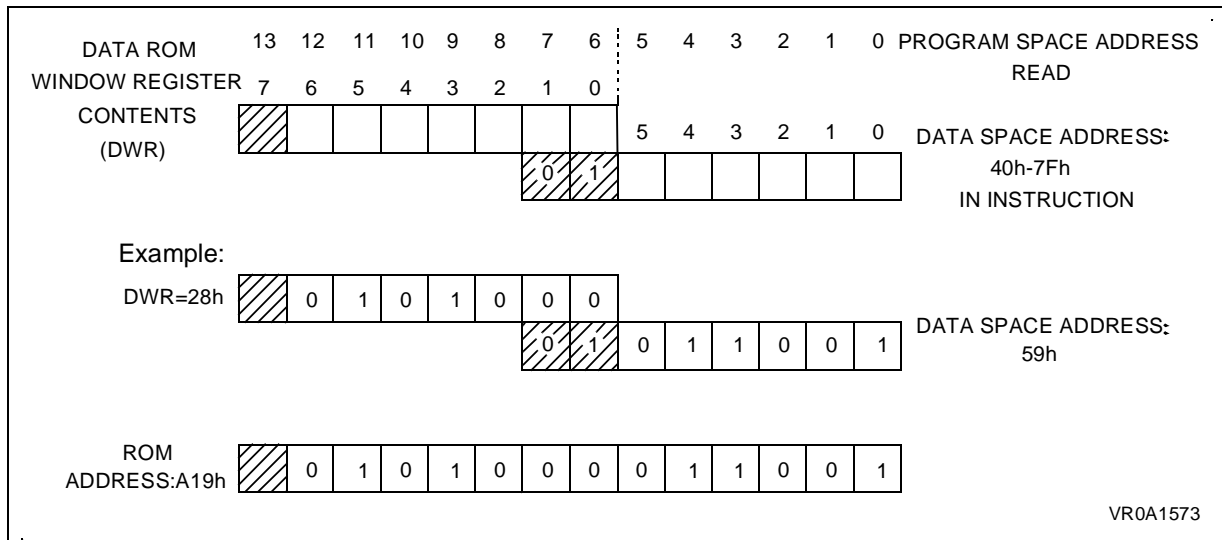 13 12 11 10 9 8 7 6 5 4 3 2 1 0 PROGRAM SPACE ADDRESS
READ
DATA ROM
WINDOW REGISTER 7 6 5 4 3 2 1 0
CONTENTS
(DWR)
5 4 3 2 1 0 DATA SPACE ADDRESS:
40h-7Fh
IN INSTRUCTION
0 1
Example:
DWR=28h 0 1 0 1 0 0 0
0 1 0 1 1 0 0 1 DATA SPACE ADDRESS:
59h
ROM
ADDRESS:A19h 0 1 0 1 0 0 0 0 1 1 0 0 1
VR0A1573